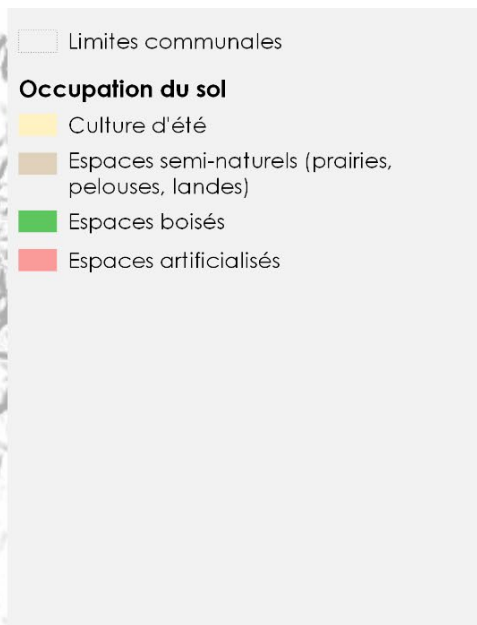 Limites communales
Occupation du sol
Culture d'été
Espaces semi-naturels (prairies,
pelouses, landes)
Espaces boisés
Espaces artificialisés